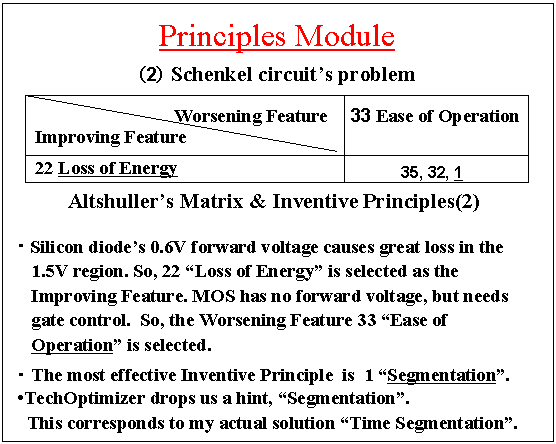 Principles Module
(2) Schenkel circuit's problem
Worsening Feature
33 Ease of Operation
Improving Feature
22 Loss of Energy
35, 32, 1
Altshuller's Matrix & Inventive Principles(2)
・Silicon diode's 0.6V forward voltage causes great loss in the
1.5V region. So, 22 “Loss of Energy” is selected as the
Improving Feature. MOS has no forward voltage, but needs
gate control. So, the Worsening Feature 33 “Ease of
Operation” is selected.
・The most effective Inventive Principle is 1 “Segmentation”.
•TechOptimizer drops us a hint, “Segmentation”.
This corresponds to my actual solution “Time Segmentation”.